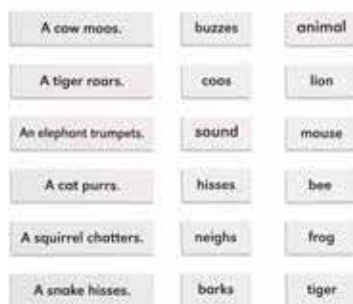 A cow moos. buzzes animal
A tiger roars. coos lion
An elephant trumpets. sound mouse
A cat purrs. hisses bee
A squirrel chatters. neighs frog
A snake hisses. barks tiger